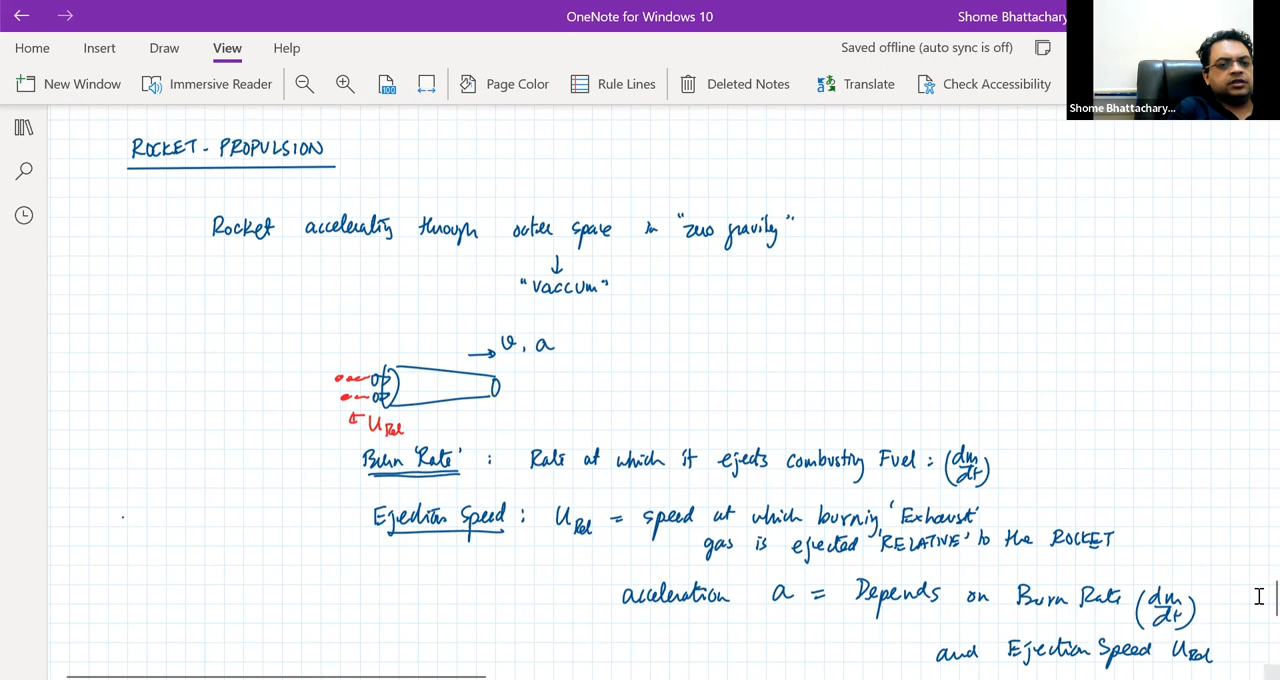 OneNote for Windows 10
Shome Bhattachary
Home Insert Draw View Help
Saved offline (auto sync is off)
New Window Immersive Reader 100 Page Color Rule Lines Deleted Notes Translate Check Accessibility
Shome Bhattachary...
ROCKET - PROPULSION
Rocket accelerating through outer space in "zero gravity"
↓
"VACCUM"
→ v, a
← U Rel
Burn 'Rate' : Rate at which it ejects combusting Fuel : (dm/dt)
Ejection Speed : U Rel = speed at which burning 'Exhaust'
gas is ejected 'RELATIVE' to the ROCKET
acceleration a = Depends on Burn Rate (dm/dt)
and Ejection Speed U Rel